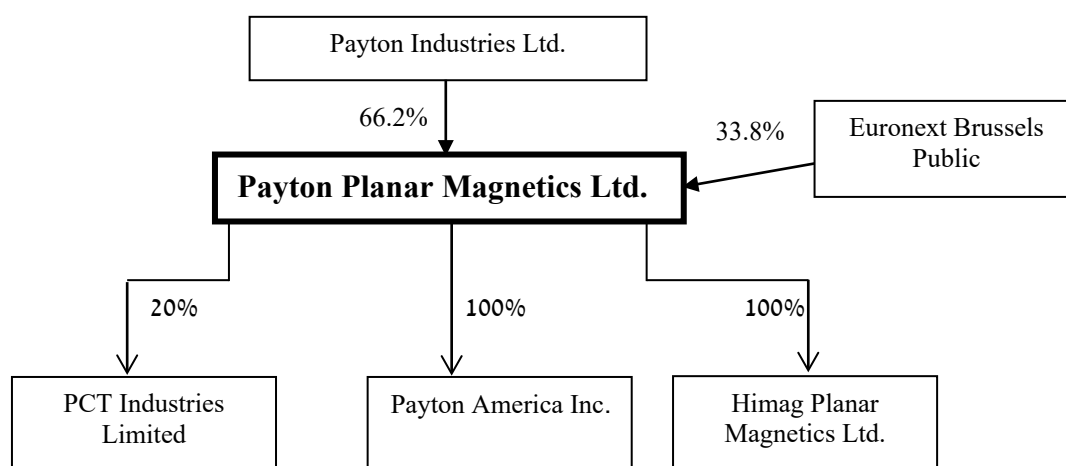 Payton Industries Ltd.
66.2%
33.8%
Euronext Brussels
Public
Payton Planar Magnetics Ltd.
20%
100%
100%
PCT Industries
Limited
Payton America Inc.
Himag Planar
Magnetics Ltd.